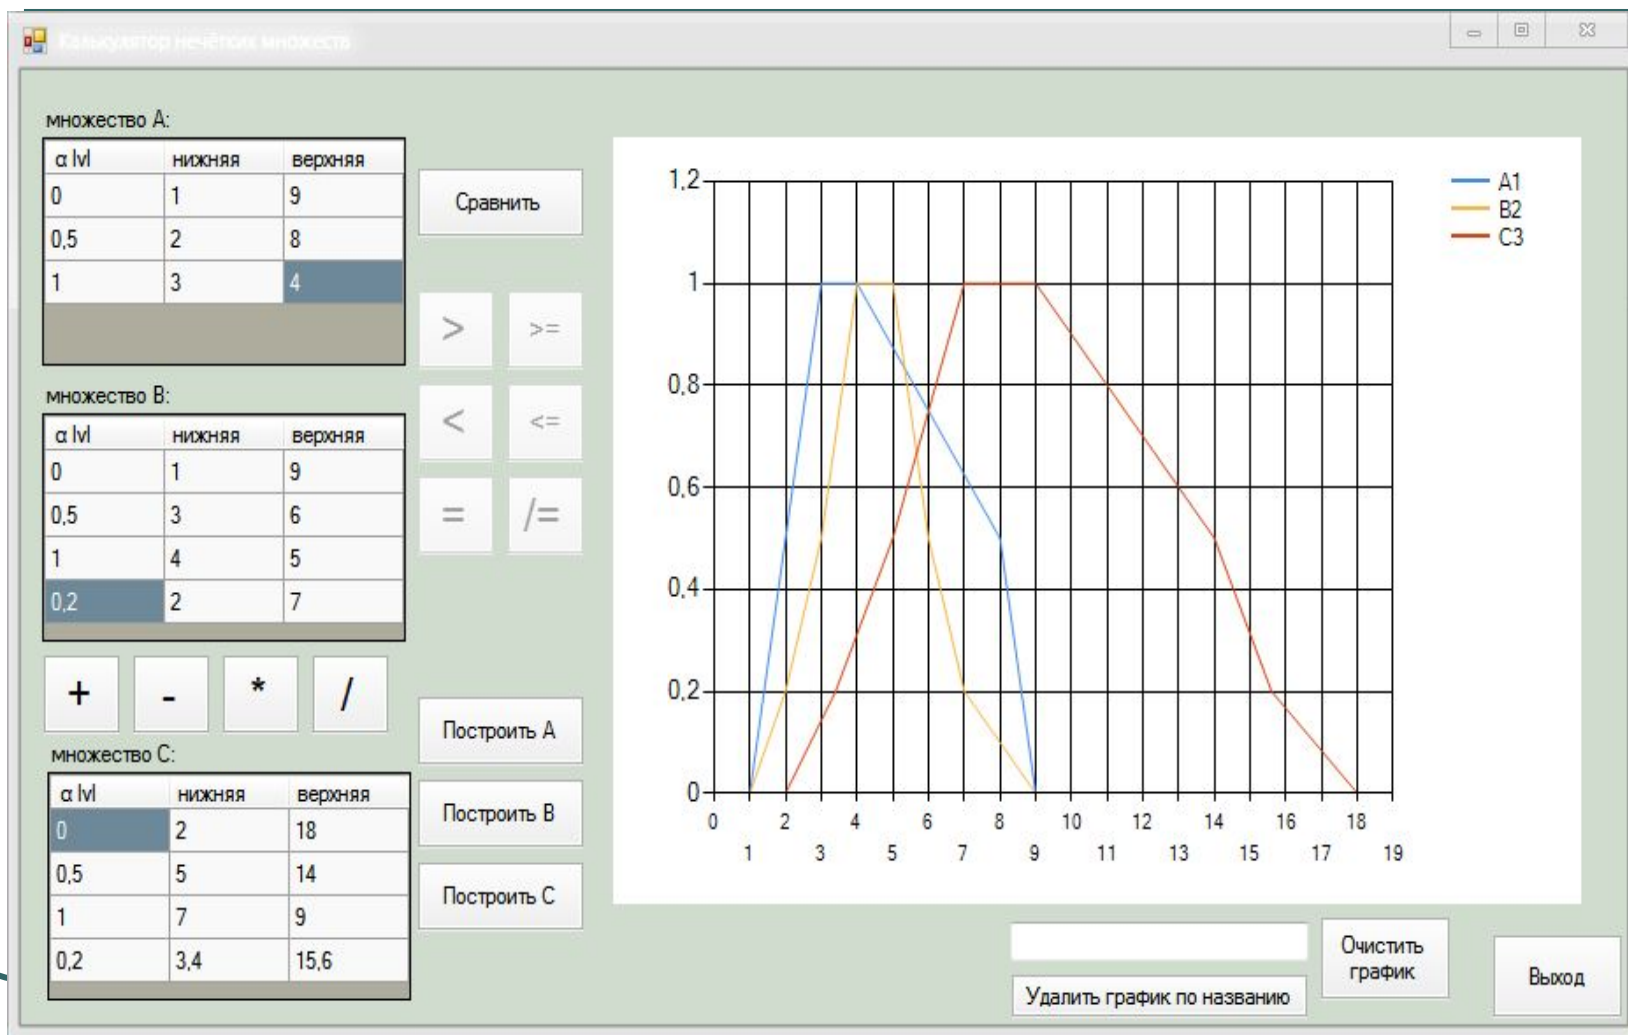 Калькулятор нечётких множеств
множество A:
α lvl нижняя верхняя
0 1 9
0,5 2 8
1 3 4
множество B:
α lvl нижняя верхняя
0 1 9
0,5 3 6
1 4 5
0,2 2 7
+ - * /
множество C:
α lvl нижняя верхняя
0 2 18
0,5 5 14
1 7 9
0,2 3,4 15,6
Сравнить
> >=
< <=
= /=
Построить A
Построить B
Построить C
1,2
1
0,8
0,6
0,4
0,2
0
0 2 4 6 8 10 12 14 16 18
1 3 5 7 9 11 13 15 17 19
A1
B2
C3
Удалить график по названию
Очистить
график
Выход